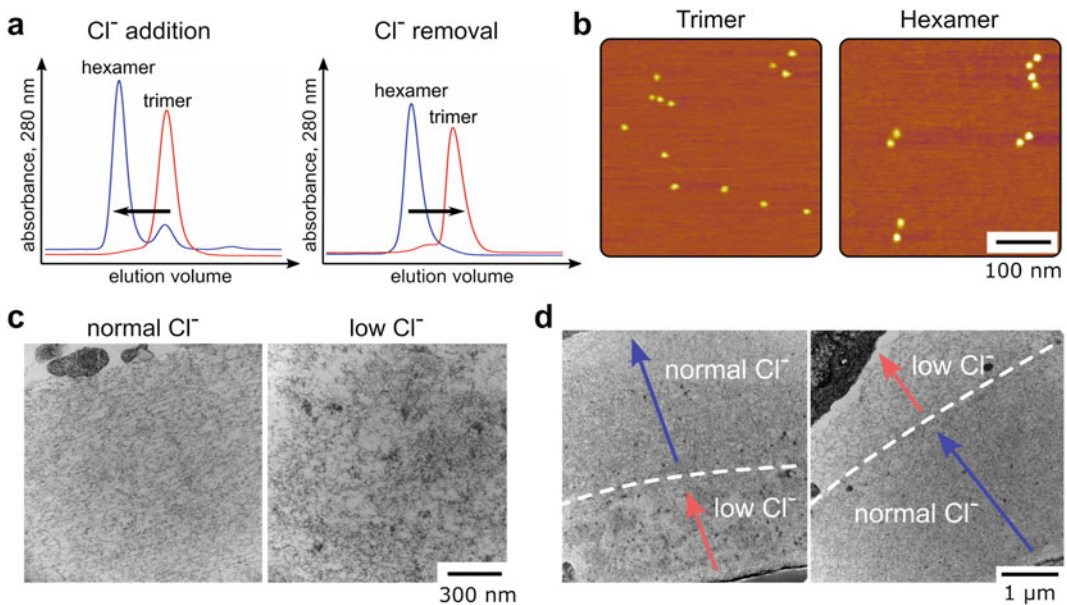 a
Cl⁻ addition
hexamer
trimer
absorbance, 280 nm
elution volume
Cl⁻ removal
hexamer
trimer
absorbance, 280 nm
elution volume
b
Trimer
Hexamer
100 nm
c
normal Cl⁻
low Cl⁻
300 nm
d
normal Cl⁻
low Cl⁻
low Cl⁻
normal Cl⁻
1 µm